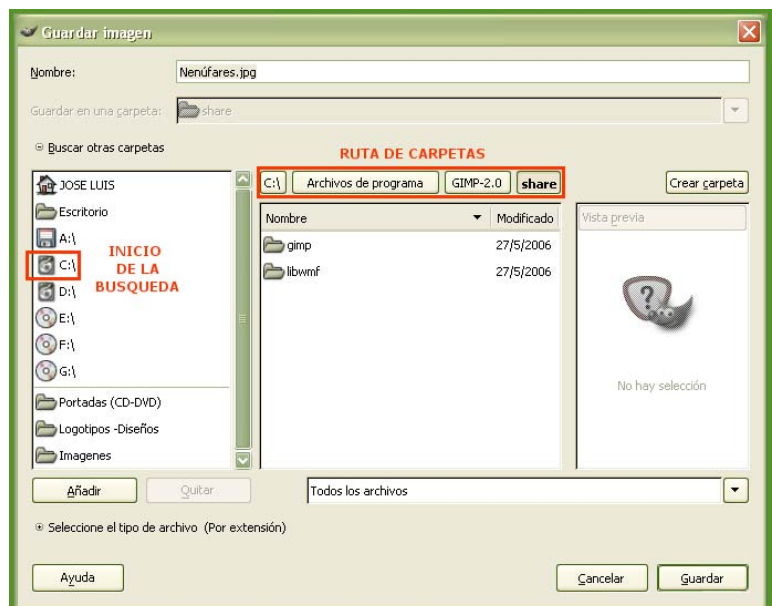 Guardar imagen
Nombre:
Nenúfares.jpg
Guardar en una carpeta:
share
Buscar otras carpetas
RUTA DE CARPETAS
JOSE LUIS
Escritorio
A:\
C:\
D:\
E:\
F:\
G:\
Portadas (CD-DVD)
Logotipos -Diseños
Imagenes
INICIO
DE LA
BUSQUEDA
C:\ Archivos de programa GIMP-2.0 share
Crear carpeta
Nombre Modificado
gimp 27/5/2006
libwmf 27/5/2006
Vista previa
No hay selección
Añadir
Quitar
Todos los archivos
Seleccione el tipo de archivo (Por extensión)
Ayuda
Cancelar
Guardar